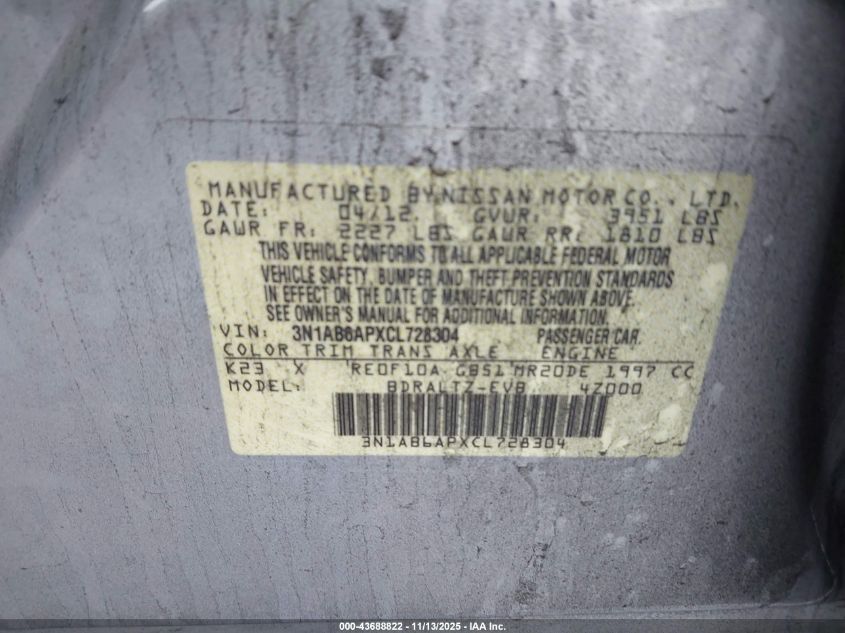 MANUFACTURED BY NISSAN MOTOR CO., LTD.
DATE: 04/12 GVWR: 3951 LBS
GAWR FR: 2227 LBS GAWR RR: 1810 LBS
THIS VEHICLE CONFORMS TO ALL APPLICABLE FEDERAL MOTOR
VEHICLE SAFETY, BUMPER AND THEFT PREVENTION STANDARDS
IN EFFECT ON THE DATE OF MANUFACTURE SHOWN ABOVE.
SEE OWNER'S MANUAL FOR ADDITIONAL INFORMATION.
VIN: 3N1AB6APXCL728304 PASSENGER CAR
COLOR TRIM TRANS AXLE ENGINE
K23 X RE0F10A GB51 MR20DE 1997 CC
MODEL: BDRALTZ-EVB 4Z000
3N1AB6APXCL728304
000-43688822 - 11/13/2025 - IAA Inc.